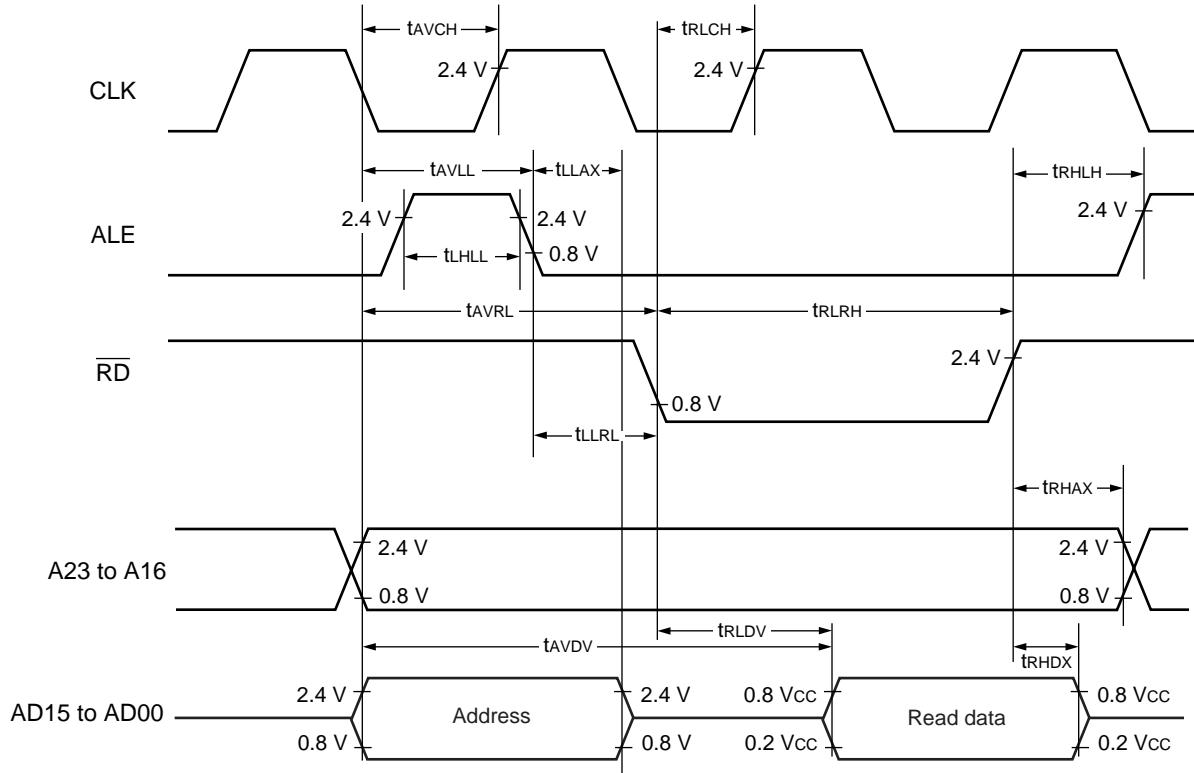 tAVCH
tRLCH
CLK
2.4 V
2.4 V
tAVLL
tLLAX
tRHLH
ALE
2.4 V
2.4 V
2.4 V
tLHLL
0.8 V
tAVRL
tRLRH
RD
2.4 V
0.8 V
tLLRL
tRHAX
A23 to A16
2.4 V
2.4 V
0.8 V
0.8 V
tRLDV
tAVDV
tRHDX
AD15 to AD00
2.4 V
Address
2.4 V
0.8 VCC
Read data
0.8 VCC
0.8 V
0.8 V
0.2 VCC
0.2 VCC